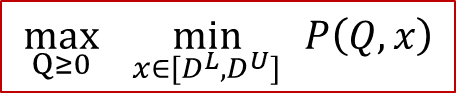 max min P(Q, x)
Q≥0 x∈[D^L,D^U]